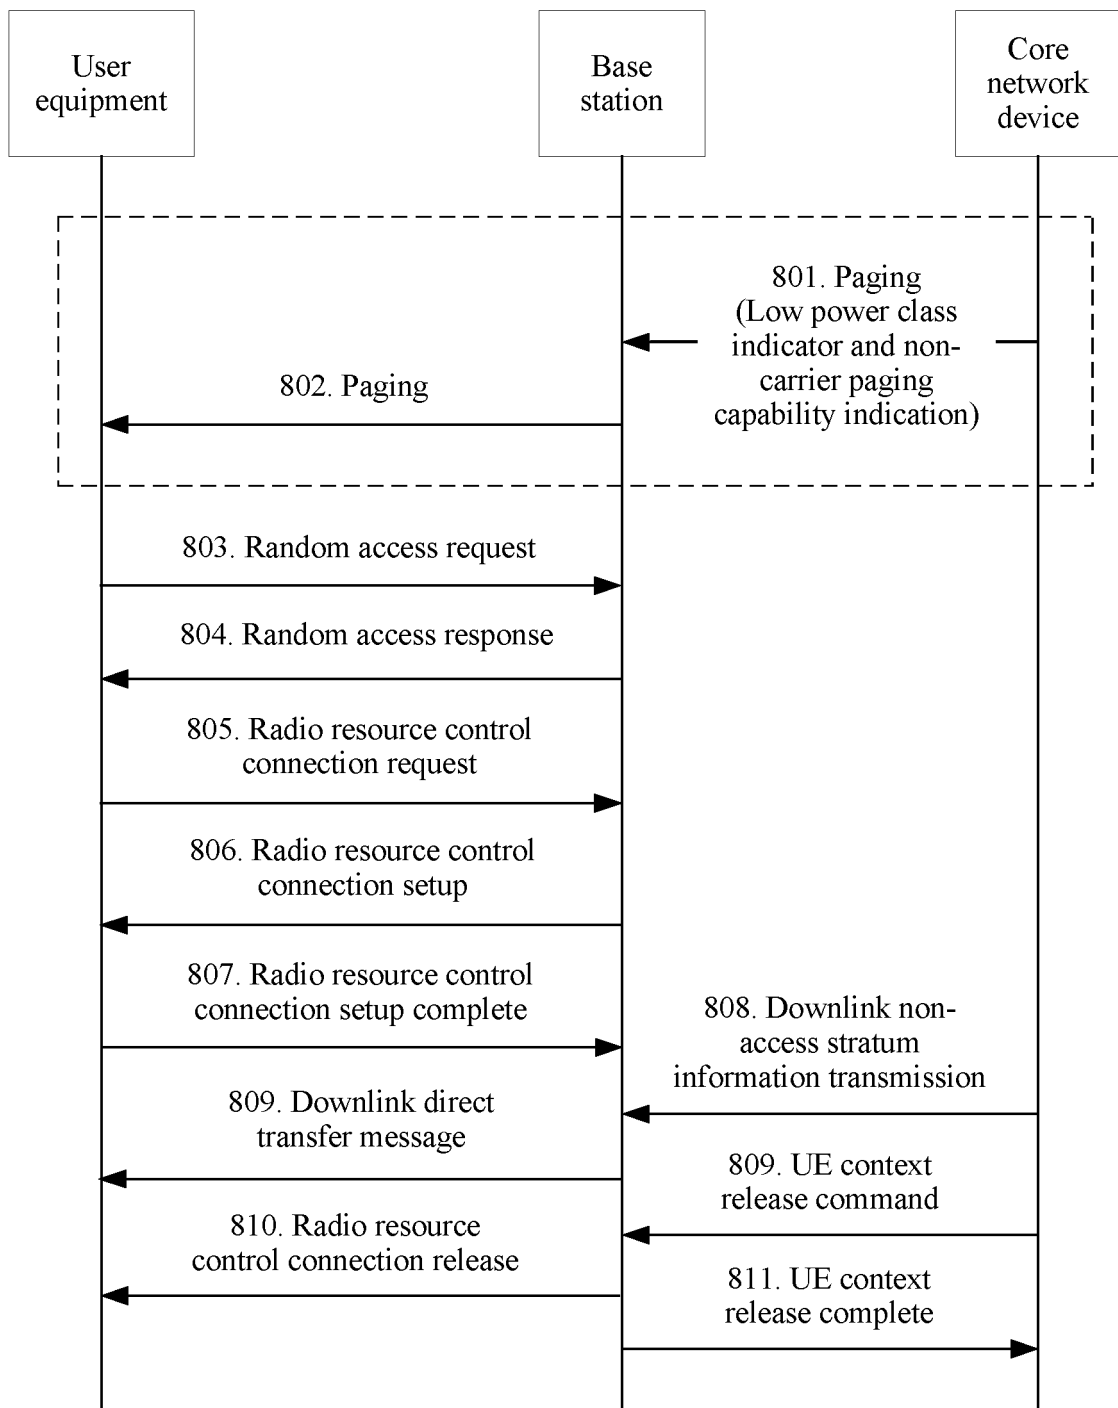 User
equipment
Base
station
Core
network
device
801. Paging
(Low power class
indicator and non-
carrier paging
capability indication)
802. Paging
803. Random access request
804. Random access response
805. Radio resource control
connection request
806. Radio resource control
connection setup
807. Radio resource control
connection setup complete
808. Downlink non-
access stratum
information transmission
809. Downlink direct
transfer message
809. UE context
release command
810. Radio resource
control connection release
811. UE context
release complete